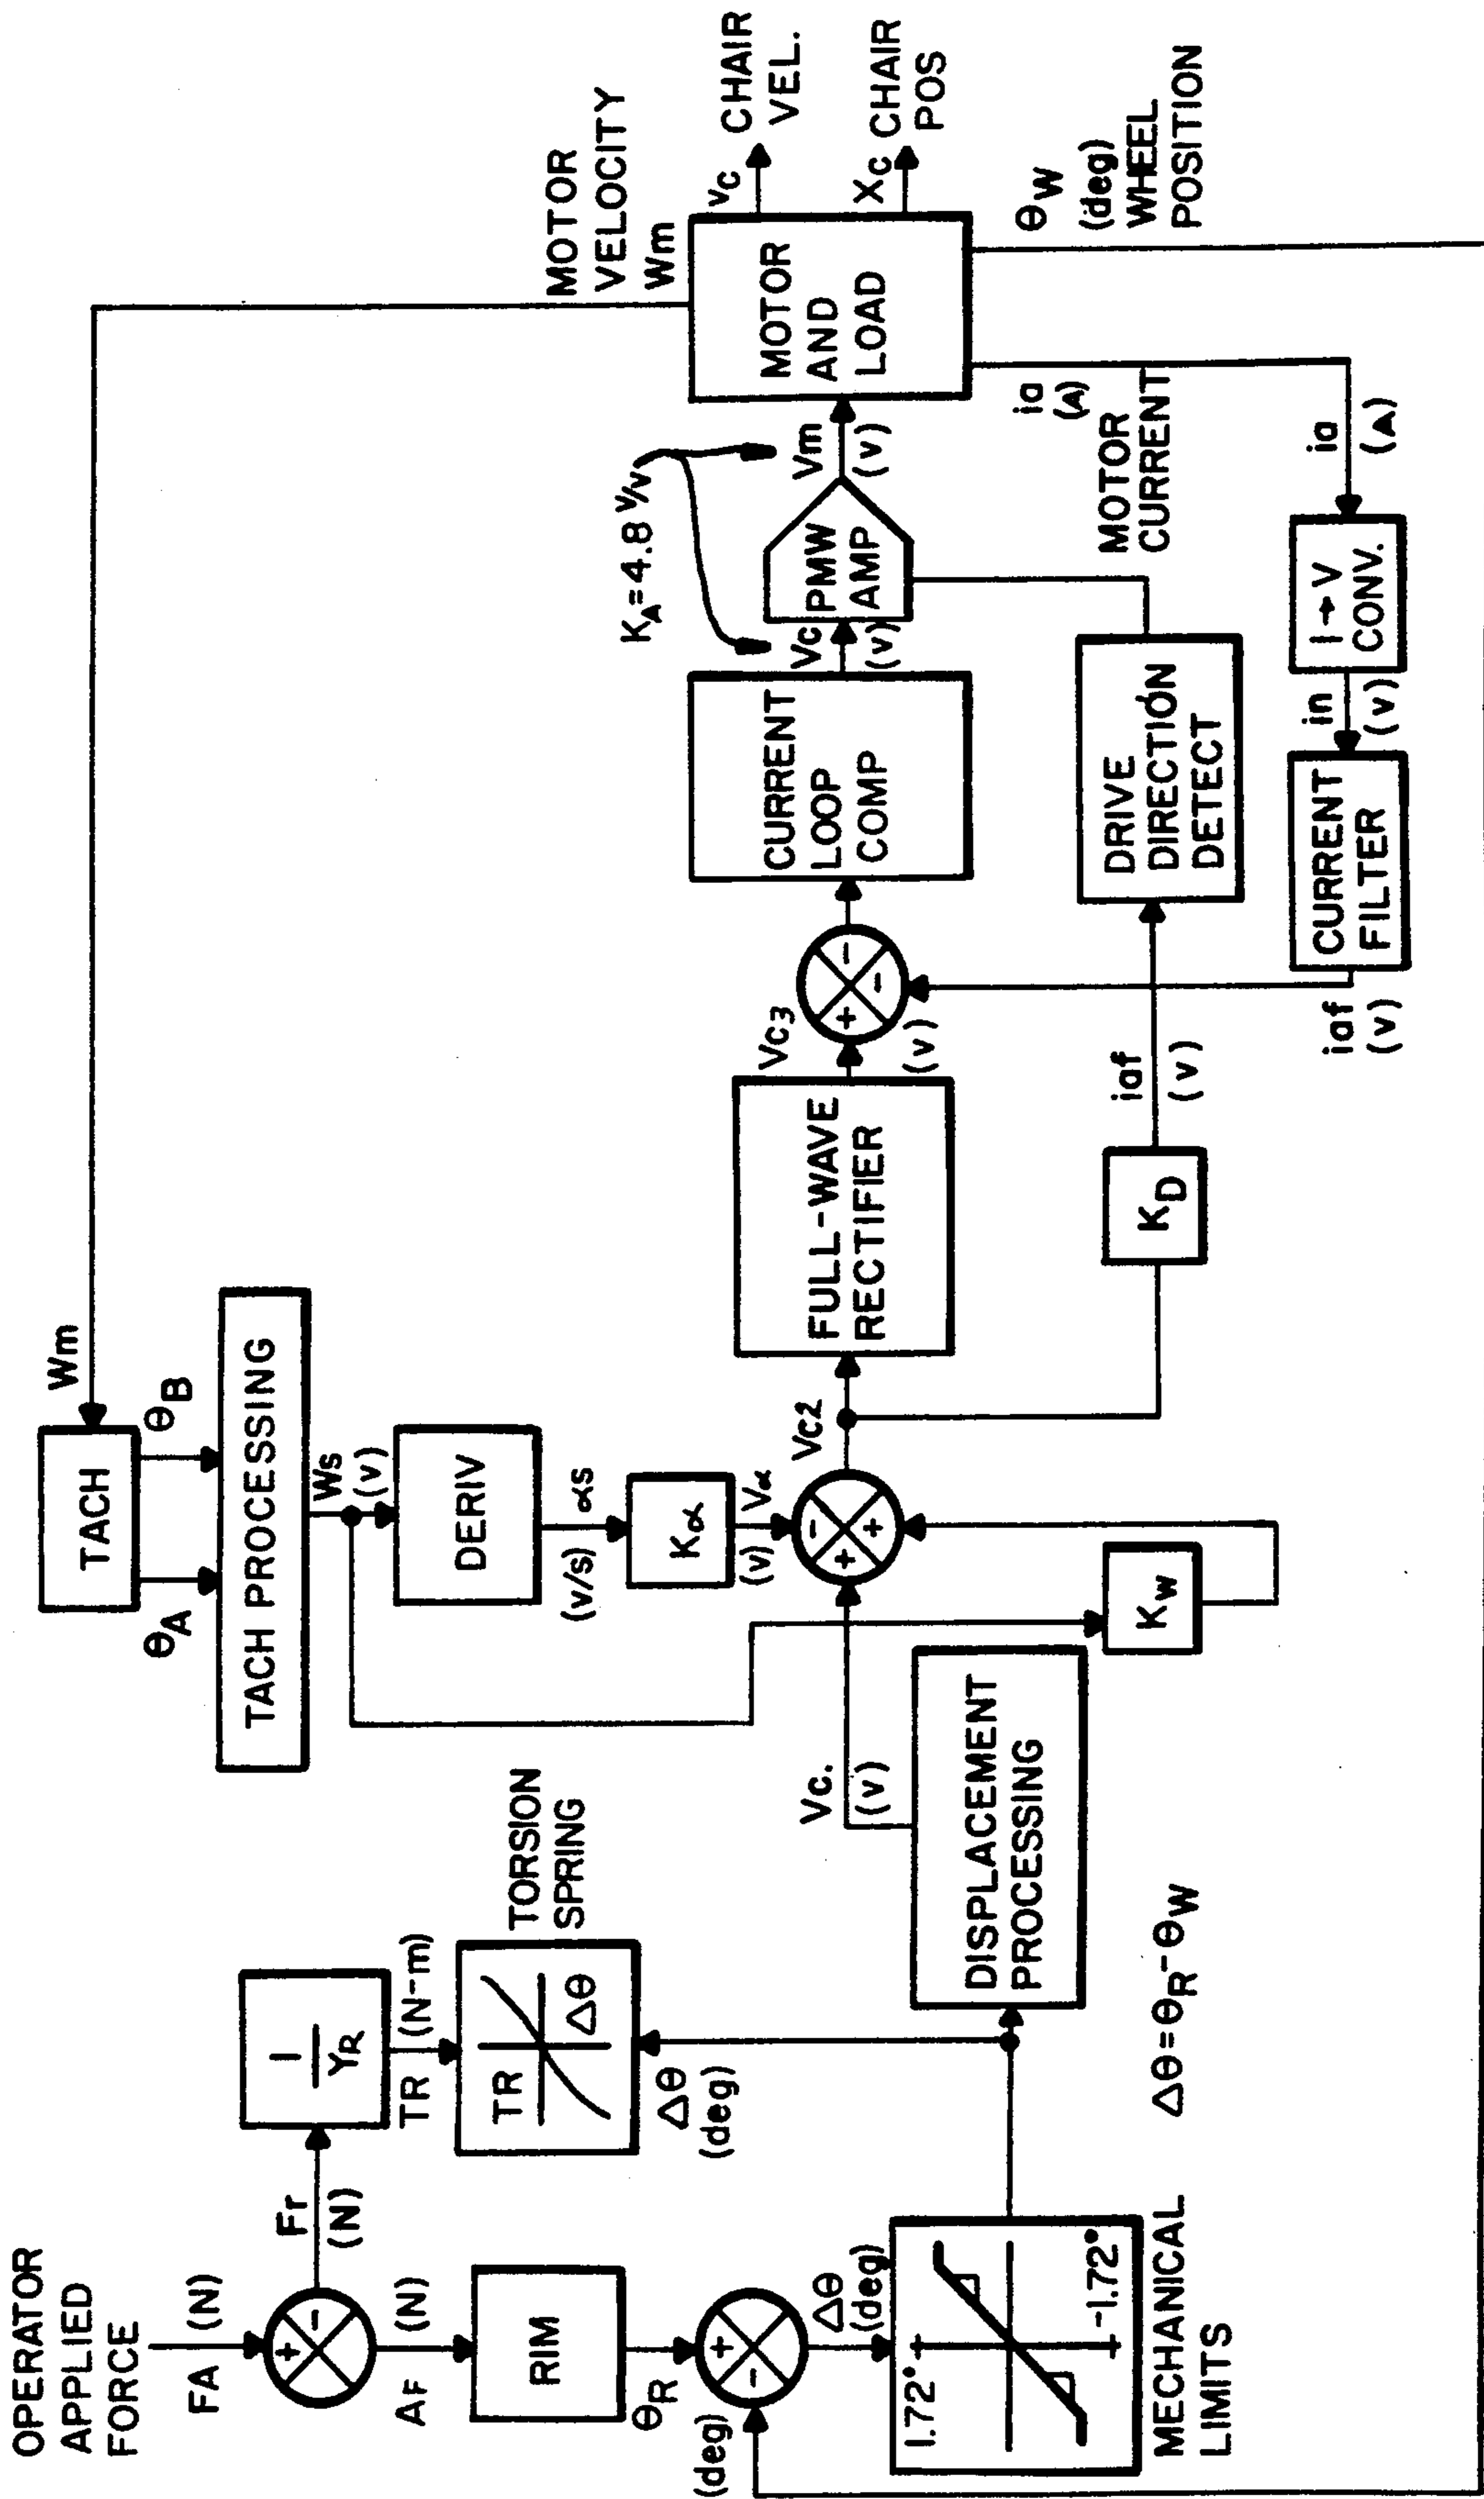 OPERATOR
APPLIED
FORCE
FA (N)
+
-
Fr
(N)
1
YR
TR (N-m)
TR
Δθ
TORSION
SPRING
Δθ
(deg)
AF (N)
RIM
θR
(deg)
+
-
Δθ
(deg)
1.72°
-1.72°
MECHANICAL
LIMITS
Δθ=θR-θW
DISPLACEMENT
PROCESSING
Vc.
(v)
TACH
Wm
θA
θB
TACH PROCESSING
Ws
(v)
DERIV
∝s
(v/s)
K∝
V∝
(v)
-
+
+
KW
Vc2
FULL-WAVE
RECTIFIER
KD
iaf
(v)
Vc3
(v)
+
-
-
CURRENT
LOOP
COMP
DRIVE
DIRECTION
DETECT
iaf
(v)
CURRENT
FILTER
in
(v)
I→V
CONV.
ia
(A)
KA=4.8 V/V
Vc
(v)
PMW
AMP
Vm
(v)
MOTOR
CURRENT
ia
(A)
MOTOR
AND
LOAD
MOTOR
VELOCITY
Wm
vc
CHAIR
VEL.
Xc
CHAIR
POS
θW
(deg)
WHEEL
POSITION